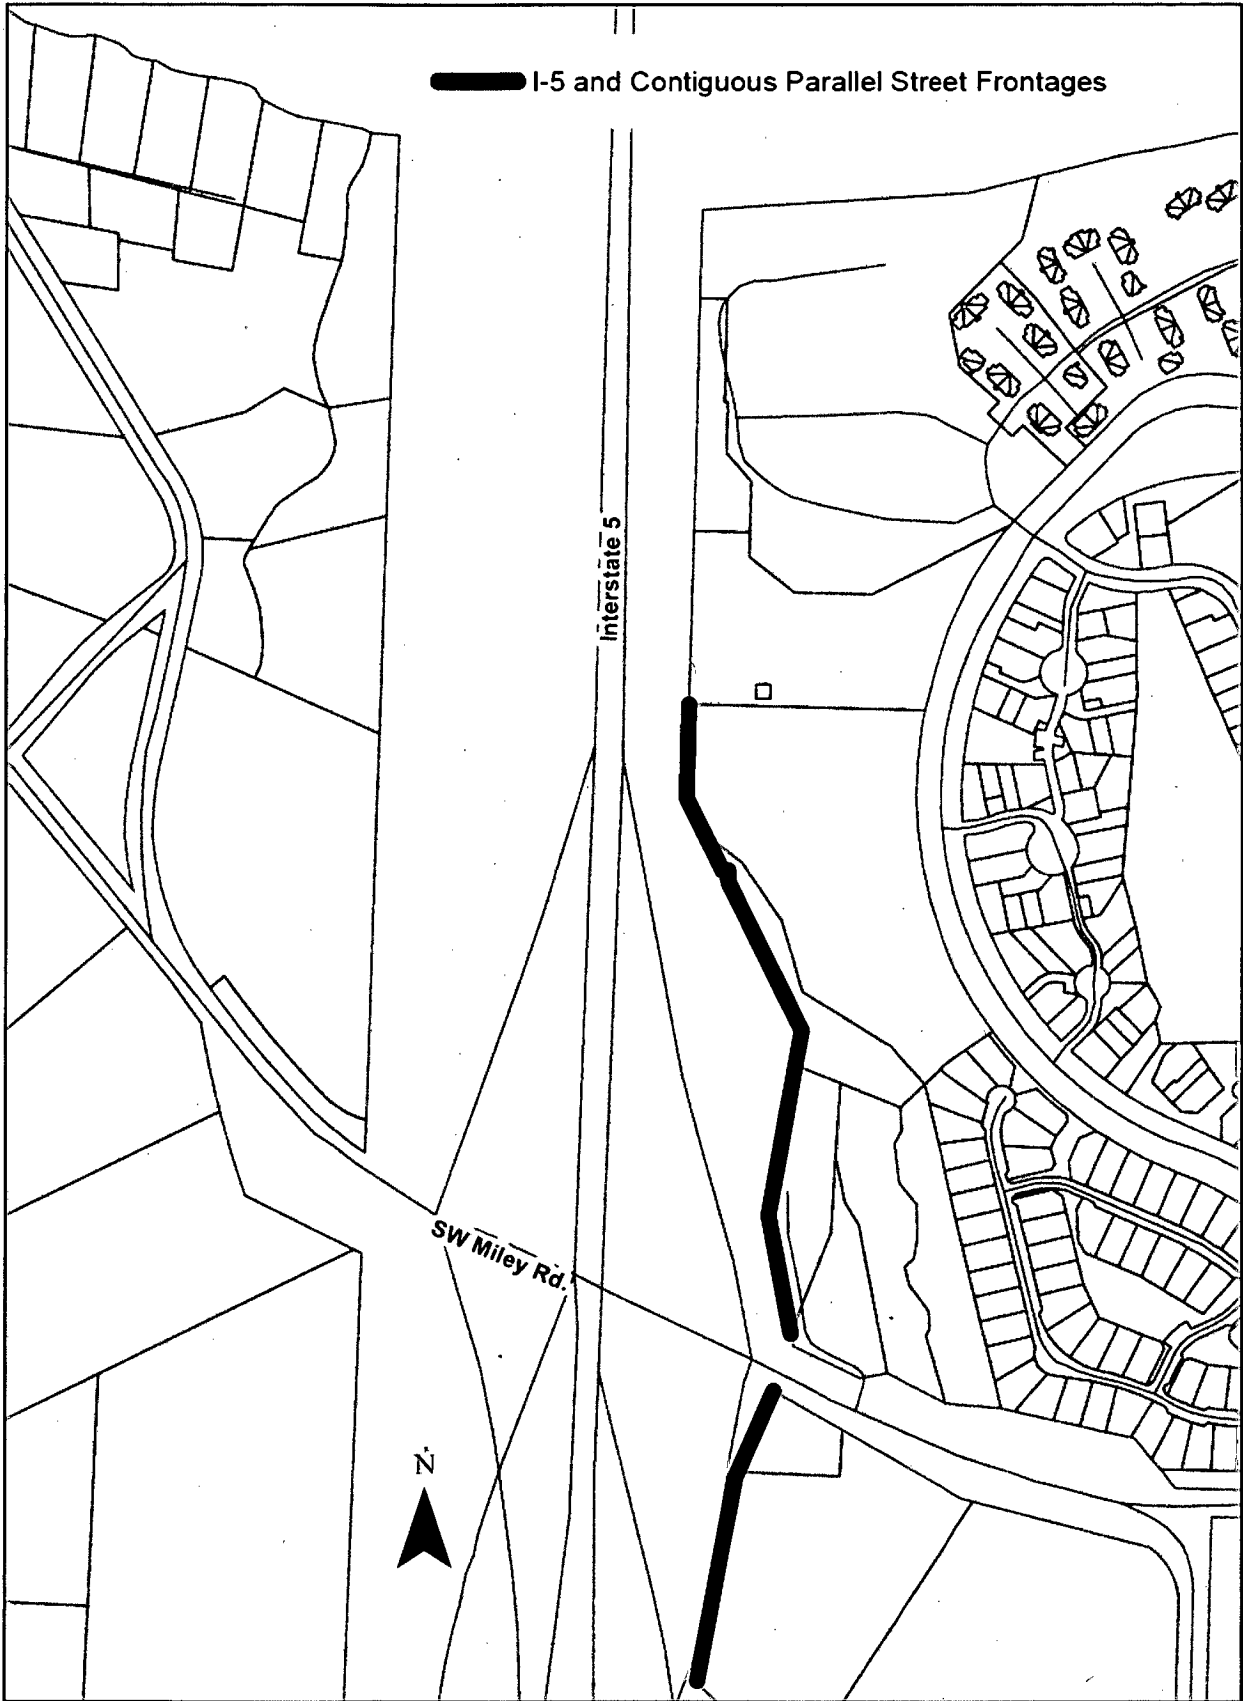 I-5 and Contiguous Parallel Street Frontages
Interstate 5
SW Miley Rd.
N